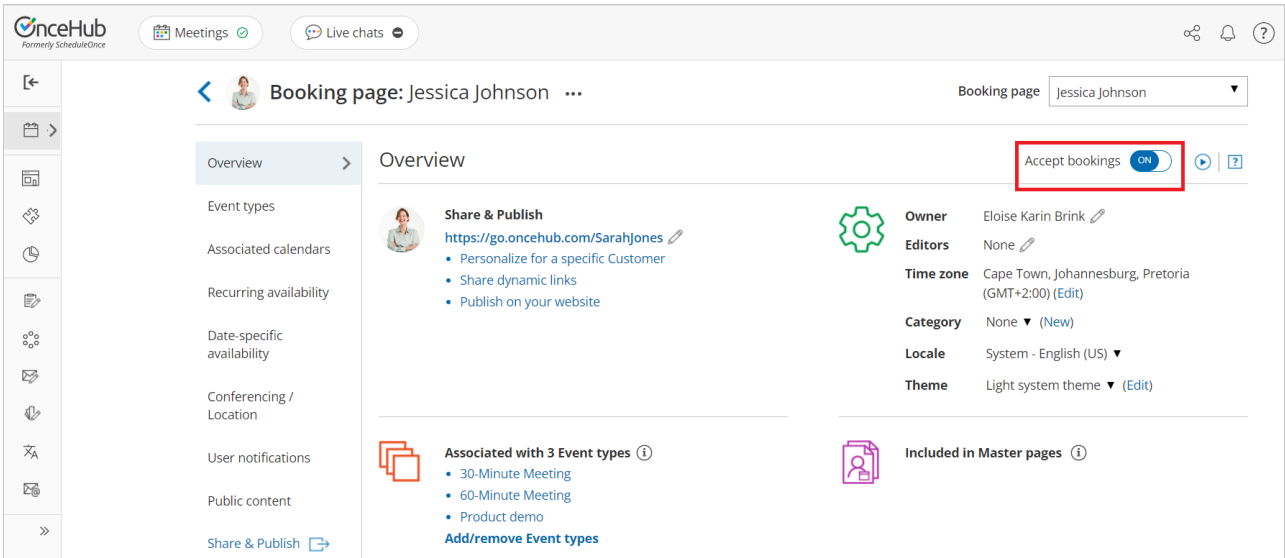 OnceHub
Formerly ScheduleOnce
Meetings
Live chats
?
Booking page: Jessica Johnson
Booking page
Jessica Johnson
Overview
Event types
Associated calendars
Recurring availability
Date-specific
availability
Conferencing /
Location
User notifications
Public content
Share & Publish
Overview
Accept bookings
ON
?
Share & Publish
https://go.oncehub.com/SarahJones
• Personalize for a specific Customer
• Share dynamic links
• Publish on your website
Owner Eloise Karin Brink
Editors None
Time zone Cape Town, Johannesburg, Pretoria
(GMT+2:00) (Edit)
Category None (New)
Locale System - English (US)
Theme Light system theme (Edit)
Associated with 3 Event types i
• 30-Minute Meeting
• 60-Minute Meeting
• Product demo
Add/remove Event types
Included in Master pages i